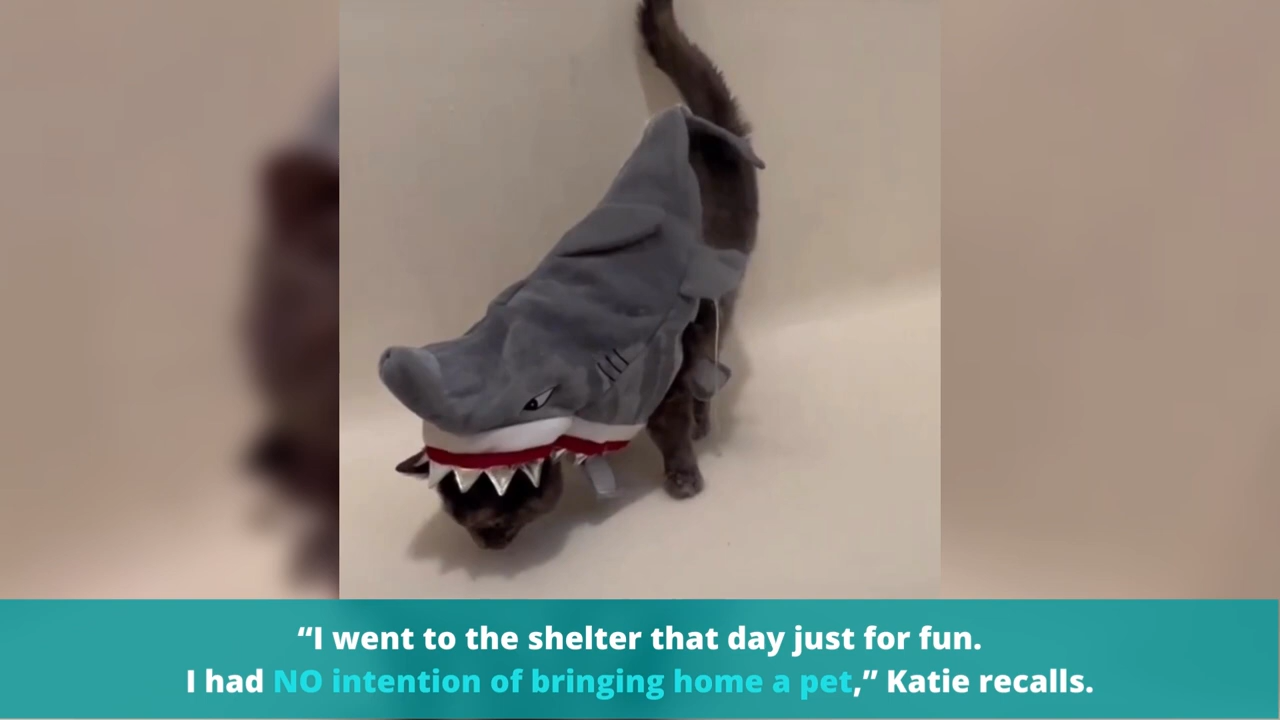 “I went to the shelter that day just for fun.
I had NO intention of bringing home a pet,” Katie recalls.